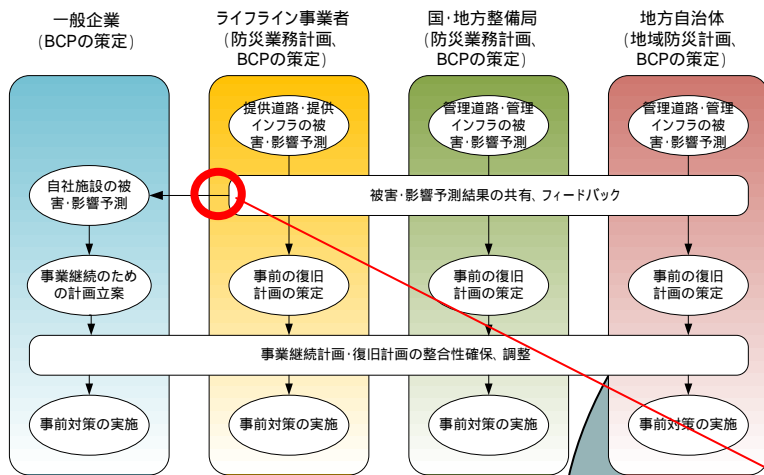 一般企業
(BCPの策定)
ライフライン事業者
(防災業務計画、
BCPの策定)
国・地方整備局
(防災業務計画、
BCPの策定)
地方自治体
(地域防災計画、
BCPの策定)
提供道路・提供
インフラの被
害・影響予測
管理道路・管理
インフラの被
害・影響予測
管理道路・管理
インフラの被
害・影響予測
自社施設の被
害・影響予測
被害・影響予測結果の共有、フィードバック
事業継続のため
の計画立案
事前の復旧
計画の策定
事前の復旧
計画の策定
事前の復旧
計画の策定
事業継続計画・復旧計画の整合性確保、調整
事前対策の実施
事前対策の実施
事前対策の実施
事前対策の実施